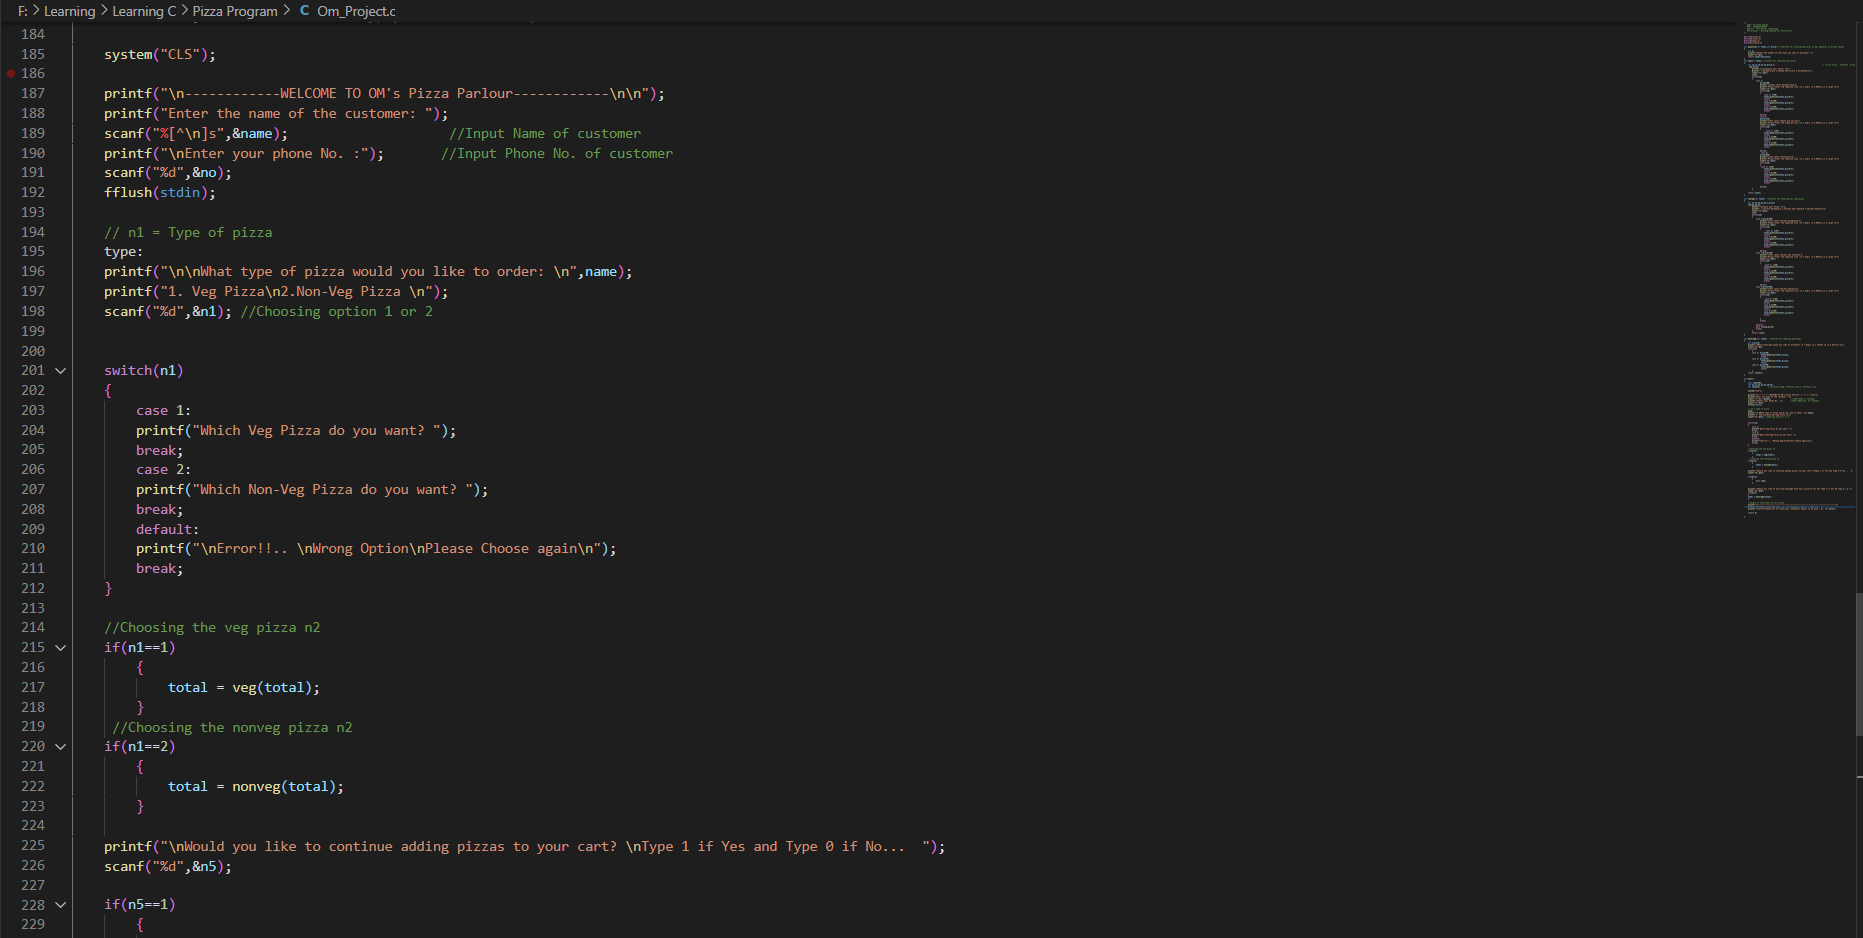 F: > Learning > Learning C > Pizza Program > C Om_Project.c
184
185 system("CLS");
186
187 printf("\n------------WELCOME TO OM's Pizza Parlour------------\n\n");
188 printf("Enter the name of the customer: ");
189 scanf("%[^\n]s",&name); //Input Name of customer
190 printf("\nEnter your phone No. :"); //Input Phone No. of customer
191 scanf("%d",&no);
192 fflush(stdin);
193
194 // n1 = Type of pizza
195 type:
196 printf("\n\nWhat type of pizza would you like to order: \n",name);
197 printf("1. Veg Pizza\n2.Non-Veg Pizza \n");
198 scanf("%d",&n1); //Choosing option 1 or 2
199
200
201 switch(n1)
202 {
203 case 1:
204 printf("Which Veg Pizza do you want? ");
205 break;
206 case 2:
207 printf("Which Non-Veg Pizza do you want? ");
208 break;
209 default:
210 printf("\nError!!.. \nWrong Option\nPlease Choose again\n");
211 break;
212 }
213
214 //Choosing the veg pizza n2
215 if(n1==1)
216 {
217 total = veg(total);
218 }
219 //Choosing the nonveg pizza n2
220 if(n1==2)
221 {
222 total = nonveg(total);
223 }
224
225 printf("\nWould you like to continue adding pizzas to your cart? \nType 1 if Yes and Type 0 if No... ");
226 scanf("%d",&n5);
227
228 if(n5==1)
229 {